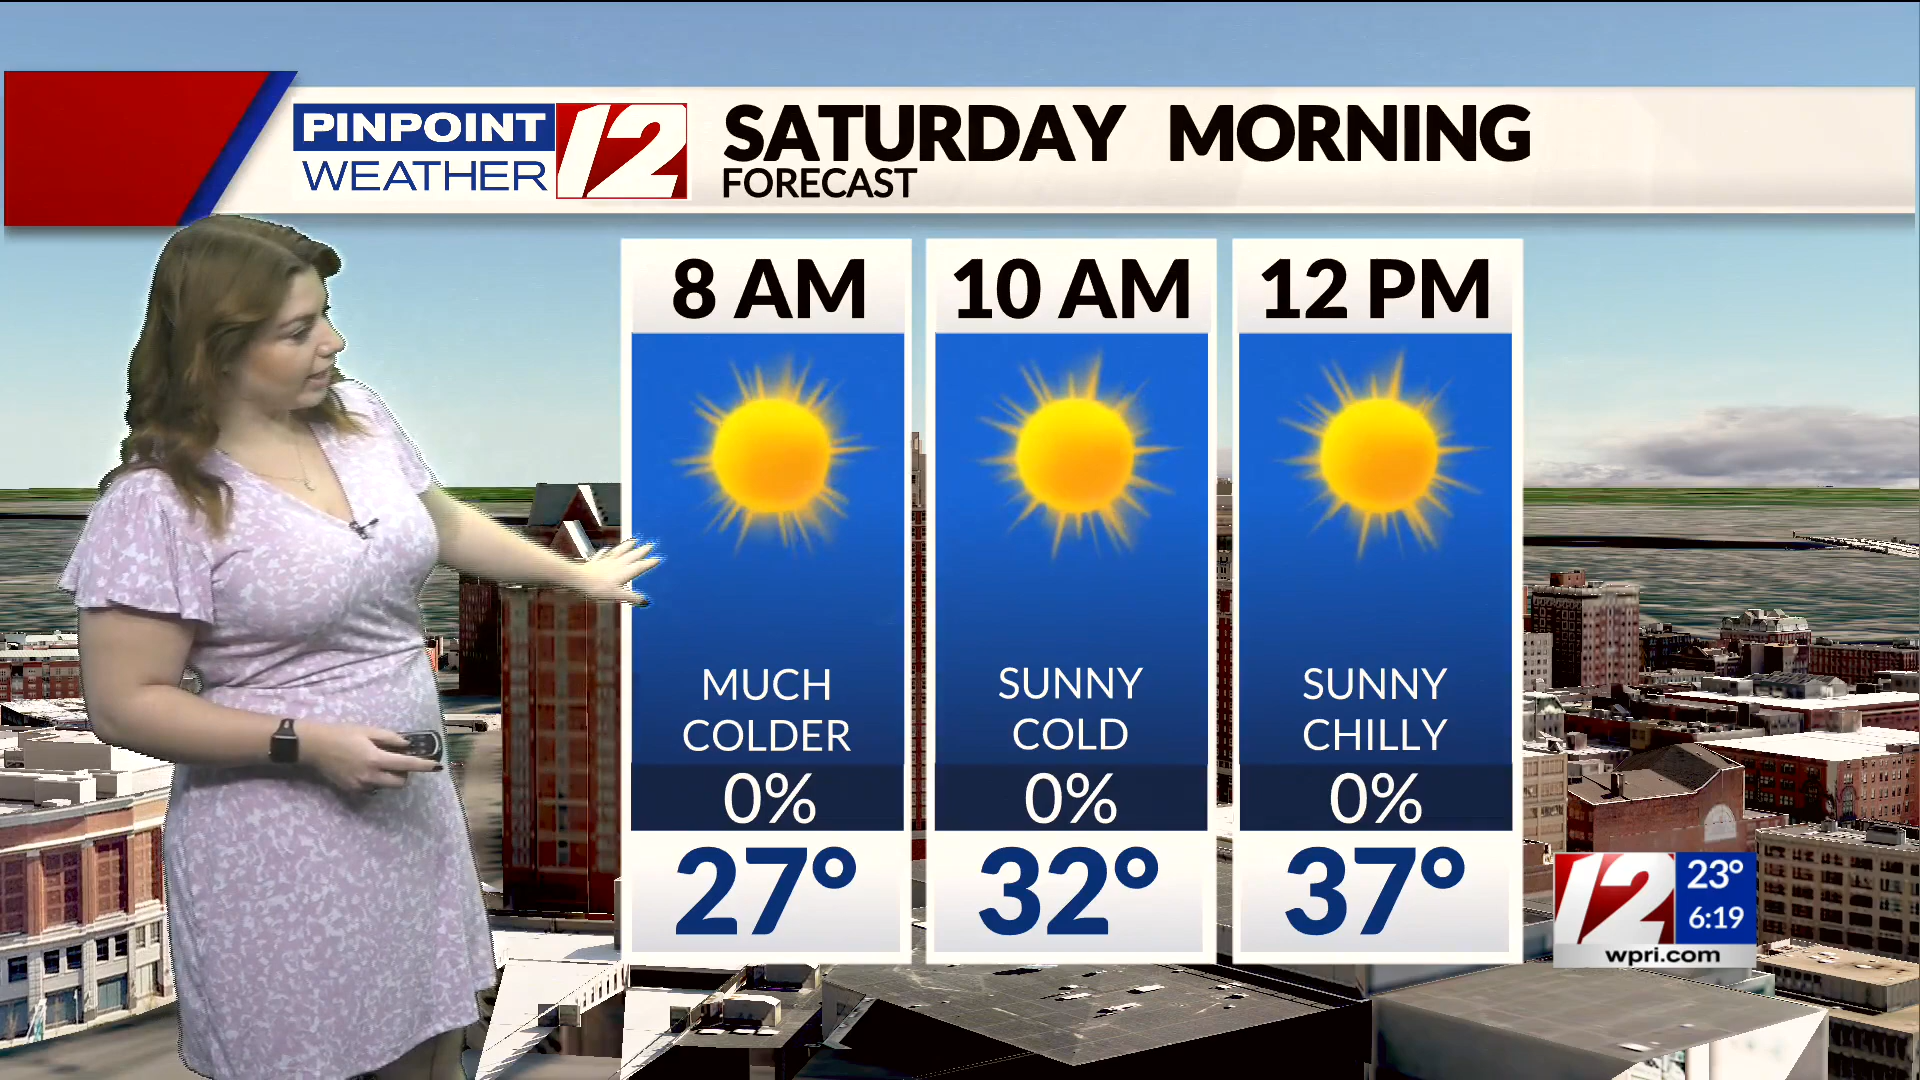 PINPOINT
WEATHER
12
SATURDAY MORNING
FORECAST
8 AM
10 AM
12 PM
MUCH
COLDER
SUNNY
COLD
SUNNY
CHILLY
0%
0%
0%
27°
32°
37°
12
23°
6:19
wpri.com